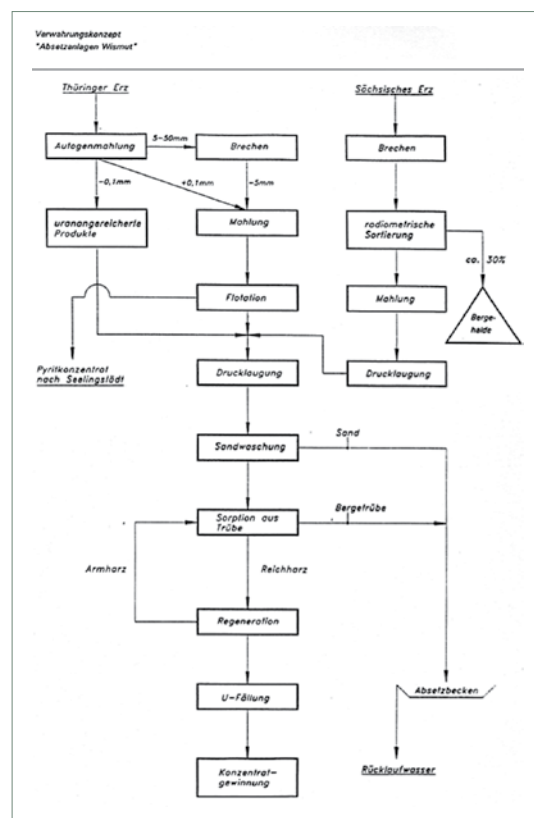 Verwahrungskonzept
"Absetzanlagen Wismut"
Thüringer Erz
Sächsisches Erz
Autogenmahlung
5-50mm
Brechen
Brechen
-0,1mm
+0,1mm
-5mm
uranangereicherte
Produkte
Mahlung
radiometrische
Sortierung
ca. 30%
Flotation
Mahlung
Berge-
halde
Pyritkonzentrat
nach Seelingstädt
Drucklaugung
Drucklaugung
Sandwaschung
Sand
Sorption aus
Trübe
Bergetrübe
Armharz
Reichharz
Regeneration
U-Fällung
Absetzbecken
Konzentrat-
gewinnung
Rücklaufwasser